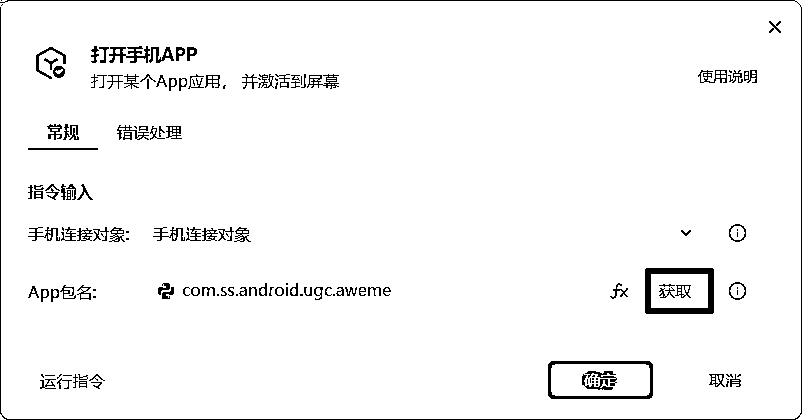 打开手机APP
打开某个App应用，并激活到屏幕
使用说明
常规 错误处理
指令输入
手机连接对象: 手机连接对象
App包名: com.ss.android.ugc.aweme fx 获取
运行指令 确定 取消